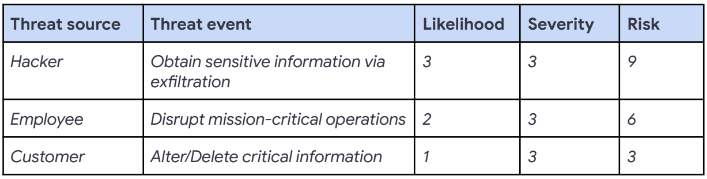 Threat source Threat event Likelihood Severity Risk
Hacker Obtain sensitive information via 3 3 9
exfiltration
Employee Disrupt mission-critical operations 2 3 6
Customer Alter/Delete critical information 1 3 3